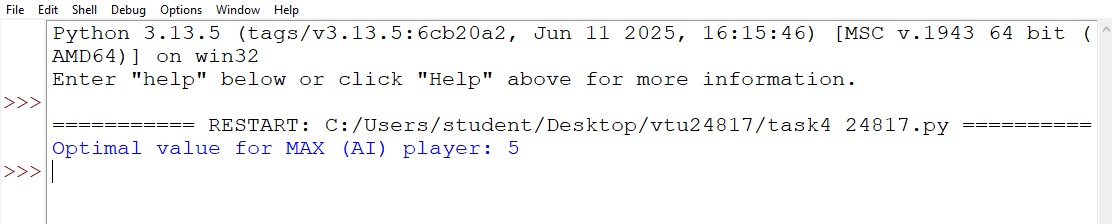 File Edit Shell Debug Options Window Help
Python 3.13.5 (tags/v3.13.5:6cb20a2, Jun 11 2025, 16:15:46) [MSC v.1943 64 bit (
AMD64)] on win32
Enter "help" below or click "Help" above for more information.
>>>
=========== RESTART: C:/Users/student/Desktop/vtu24817/task4 24817.py ==========
Optimal value for MAX (AI) player: 5
>>>